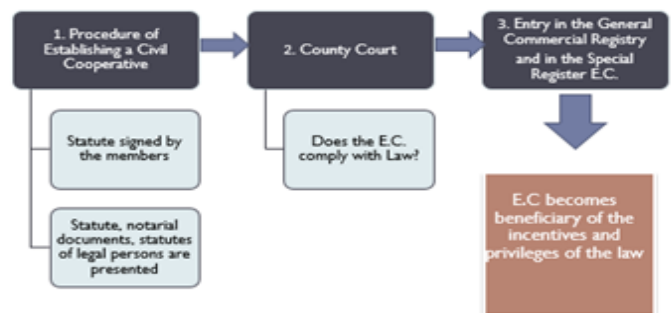 1. Procedure of
Establishing a Civil
Cooperative
2. County Court
3. Entry in the General
Commercial Registry
and in the Special
Register E.C.
Statute signed by
the members
Does the E.C.
comply with Law?
Statute, notarial
documents, statutes
of legal persons are
presented
E.C becomes
beneficiary of the
incentives and
privileges of the law